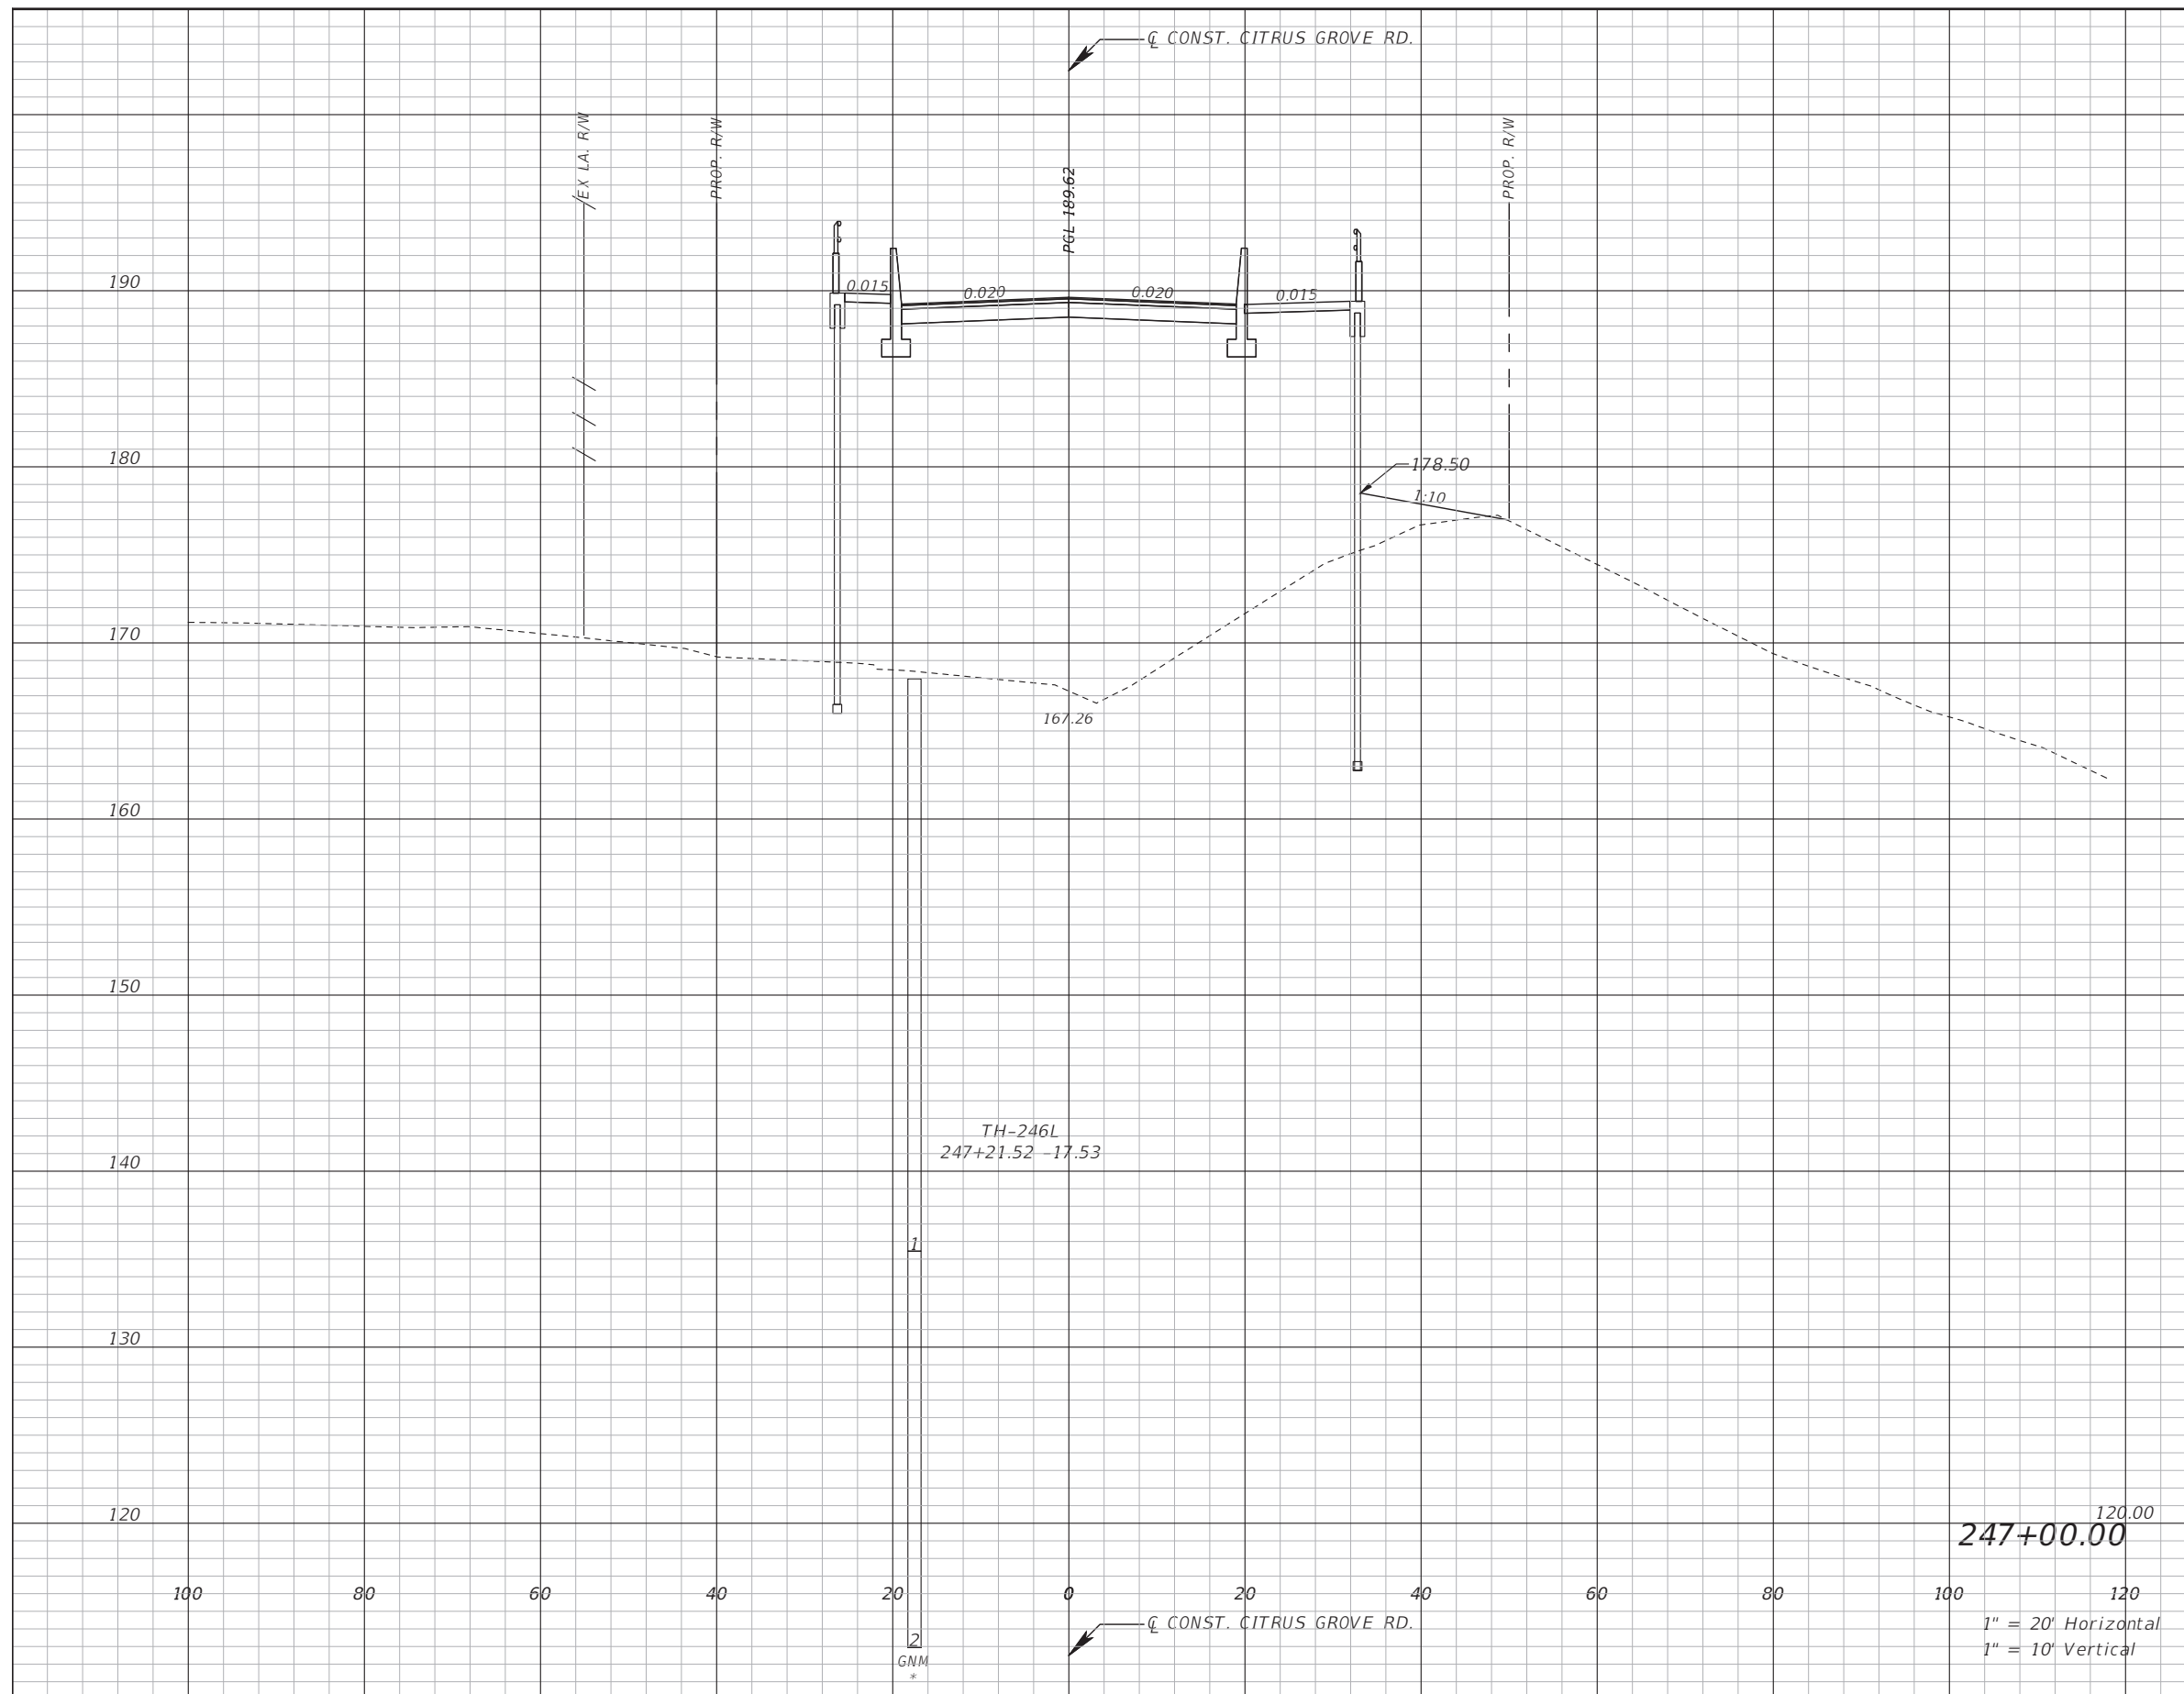 ℄ CONST. CITRUS GROVE RD.
EX LA. R/W
PROP. R/W
PGL 189.62
PROP. R/W
190
0.015
0.020
0.020
0.015
180
178.50
1:10
170
167.26
160
150
TH-246L
140
247+21.52 -17.53
1
130
120
120.00
247+00.00
100 80 60 40 20 0 20 40 60 80 100 120
℄ CONST. CITRUS GROVE RD.
1" = 20' Horizontal
2
1" = 10' Vertical
GNM
*